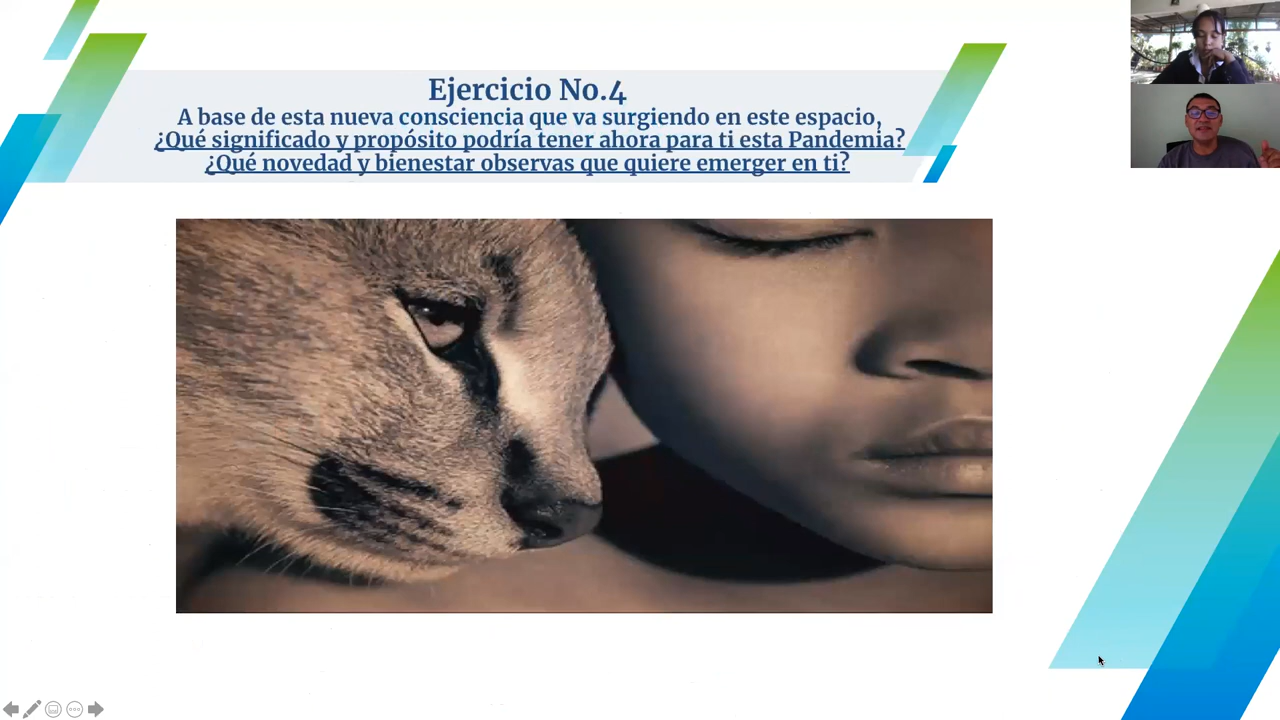 Ejercicio No.4
A base de esta nueva consciencia que va surgiendo en este espacio,
¿Qué significado y propósito podría tener ahora para ti esta Pandemia?
¿Qué novedad y bienestar observas que quiere emerger en ti?